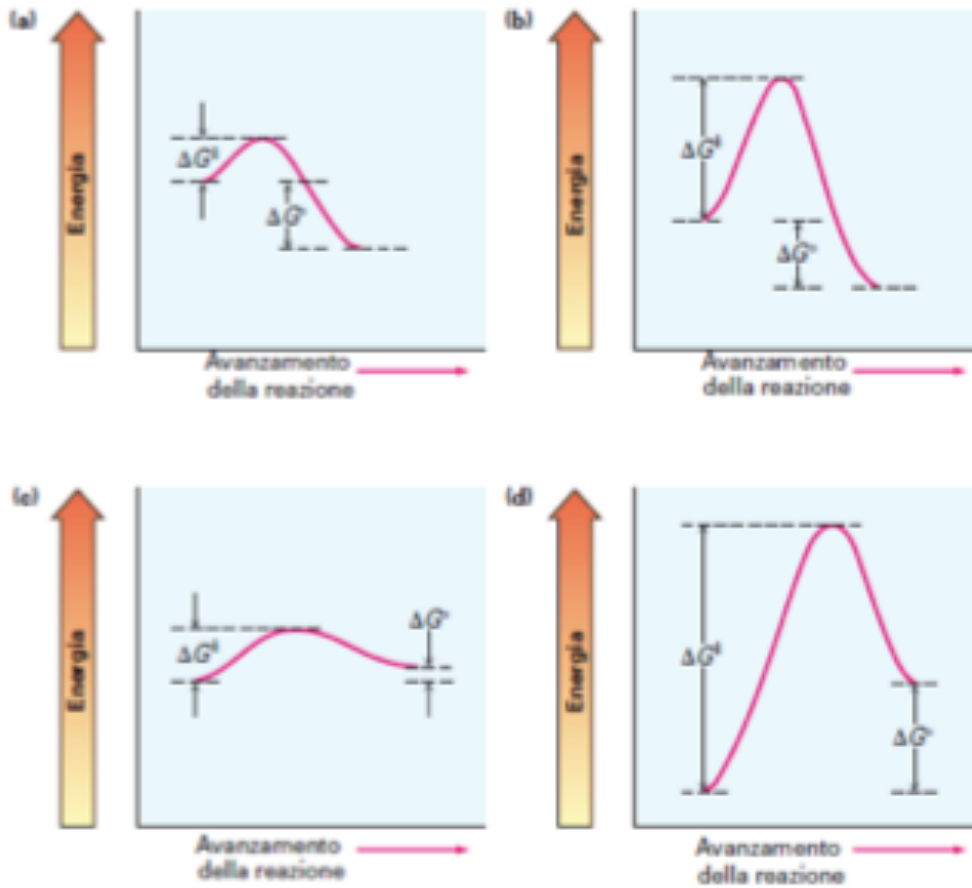 (a)
Energia
ΔG‡
ΔG°
Avanzamento
della reazione
(b)
Energia
ΔG‡
ΔG°
Avanzamento
della reazione
(c)
Energia
ΔG‡
ΔG°
Avanzamento
della reazione
(d)
Energia
ΔG‡
ΔG°
Avanzamento
della reazione